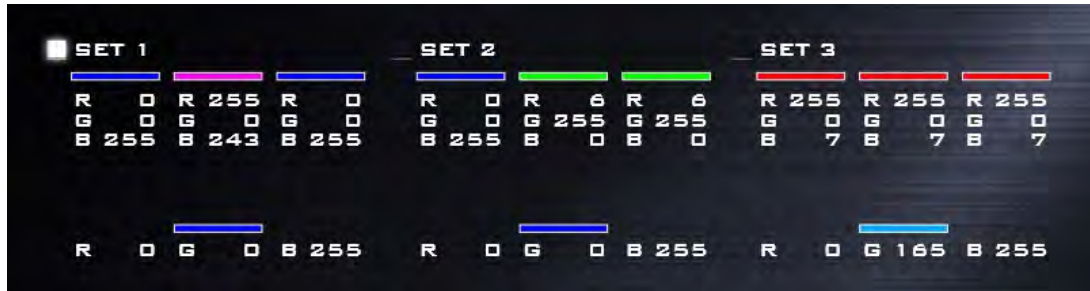 SET 1 SET 2 SET 3
R 0 R 255 R 0 R 0 R 6 R 6 R 255 R 255 R 255
G 0 G 0 G 0 G 0 G 255 G 255 G 0 G 0 G 0
B 255 B 243 B 255 B 255 B 0 B 0 B 7 B 7 B 7
R 0 G 0 B 255 R 0 G 0 B 255 R 0 G 165 B 255